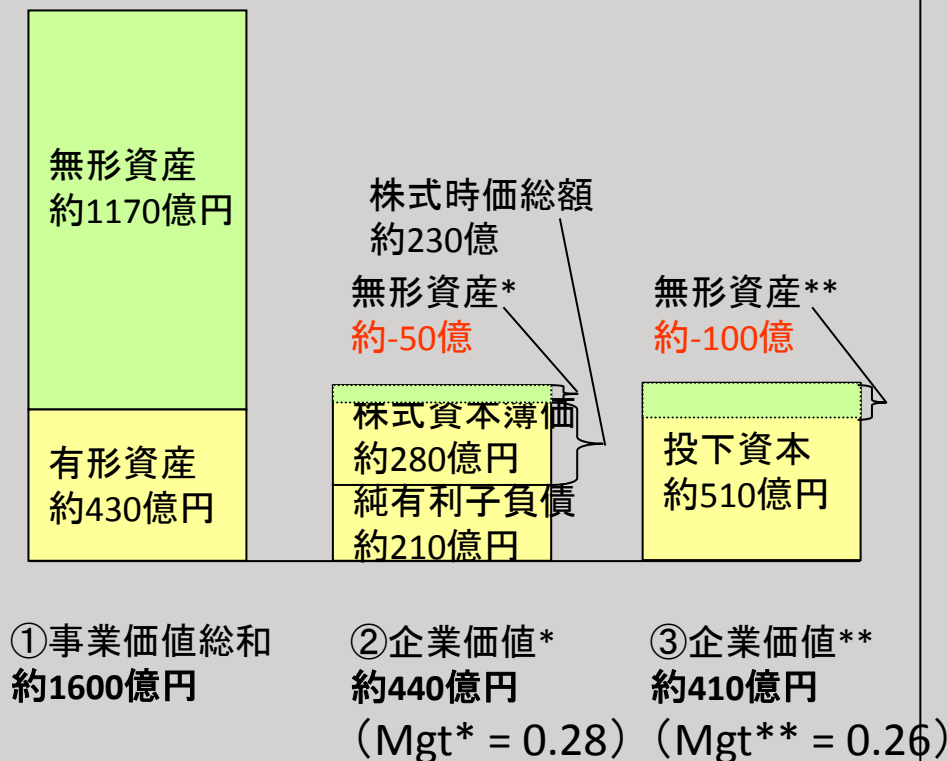 無形資産
約1170億円
有形資産
約430億円
株式時価総額
約230億
無形資産*
約-50億
株式資本薄価
約280億円
純有利子負債
約210億円
無形資産**
約-100億
投下資本
約510億円
①事業価値総和
約1600億円
②企業価値*
約440億円
（Mgt* = 0.28）
③企業価値**
約410億円
（Mgt** = 0.26）